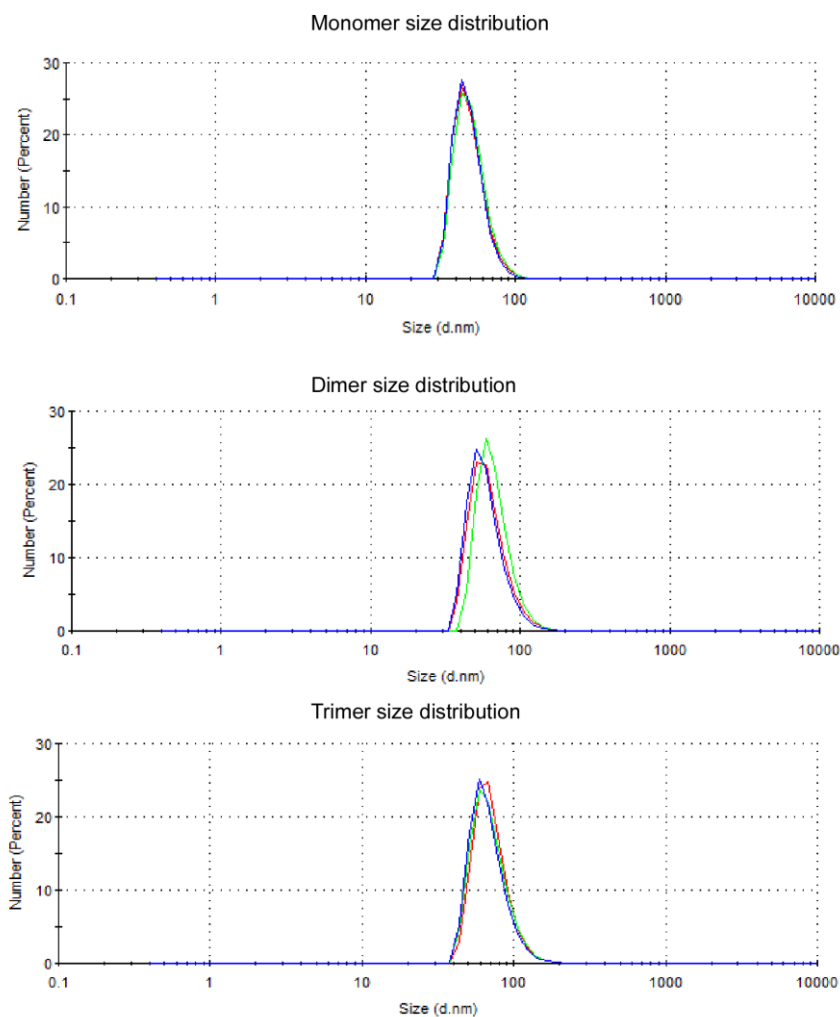 Monomer size distribution
30
20
10
0
0.1 1 10 100 1000 10000
Number (Percent)
Size (d.nm)
Dimer size distribution
30
20
10
0
0.1 1 10 100 1000 10000
Number (Percent)
Size (d.nm)
Trimer size distribution
30
20
10
0
0.1 1 10 100 1000 10000
Number (Percent)
Size (d.nm)